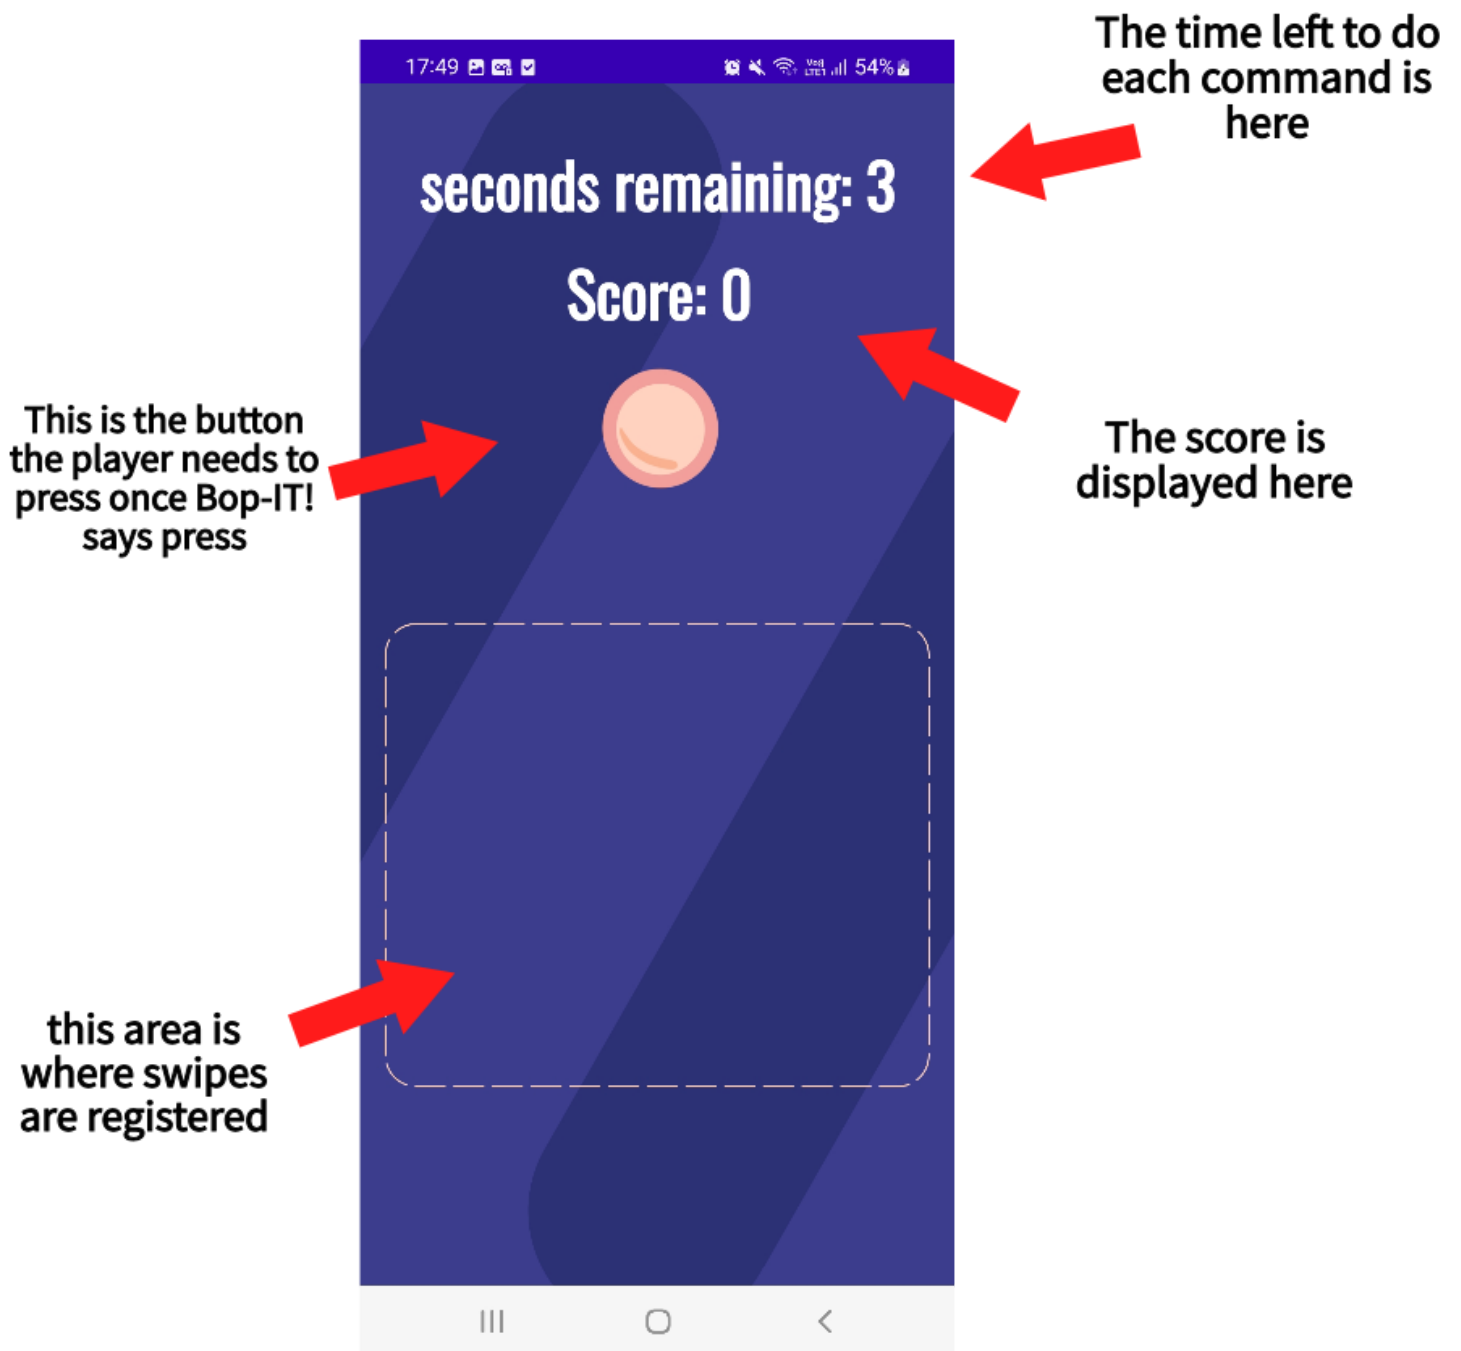 The time left to do
each command is
here
17:49
54%
seconds remaining: 3
Score: 0
This is the button
the player needs to
press once Bop-IT!
says press
The score is
displayed here
this area is
where swipes
are registered